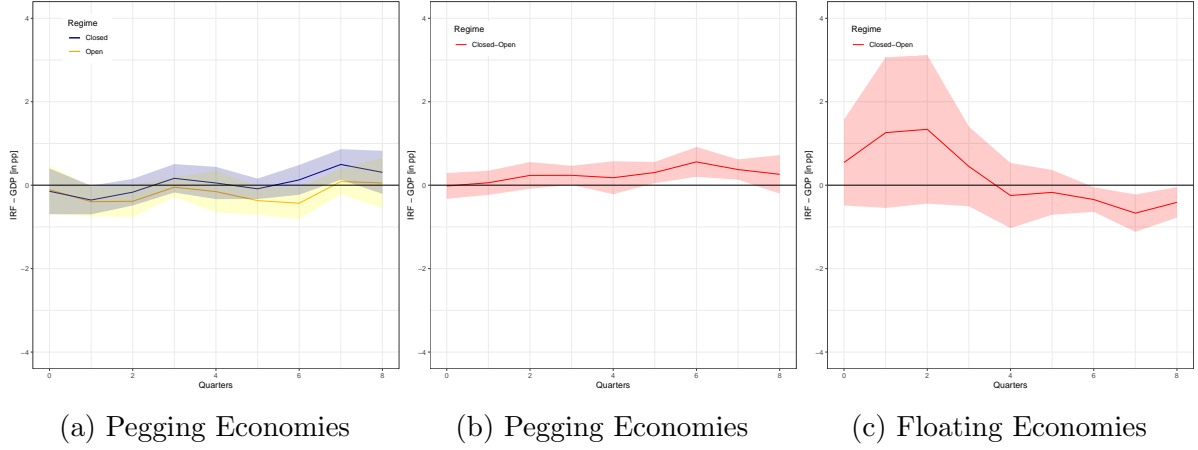 4
2
0
−2
−4
IRF − GDP [in pp]
Regime
Closed
Open
0
2
4
6
8
Quarters
(a) Pegging Economies
4
2
0
−2
−4
IRF − GDP [in pp]
Regime
Closed−Open
0
2
4
6
8
Quarters
(b) Pegging Economies
4
2
0
−2
−4
IRF − GDP [in pp]
Regime
Closed−Open
0
2
4
6
8
Quarters
(c) Floating Economies